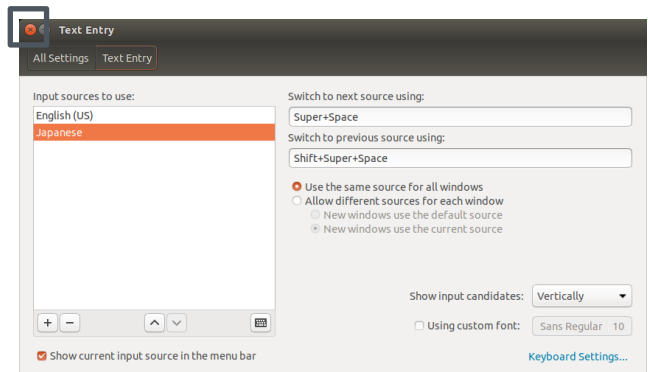 Text Entry
All Settings Text Entry
Input sources to use:
English (US)
Japanese
Switch to next source using:
Super+Space
Switch to previous source using:
Shift+Super+Space
Use the same source for all windows
Allow different sources for each window
New windows use the default source
New windows use the current source
Show input candidates: Vertically
Using custom font: Sans Regular 10
Show current input source in the menu bar
Keyboard Settings...